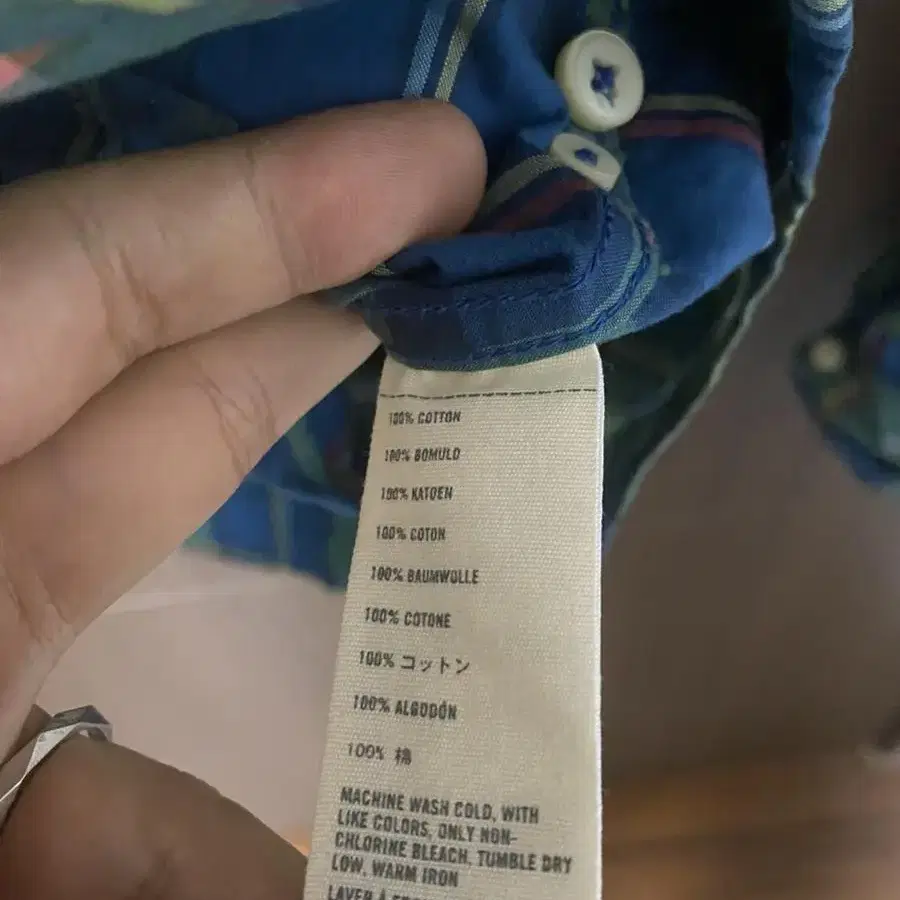 100% COTTON
100% BOMULD
100% KATOEN
100% COTON
100% BAUMWOLLE
100% COTONE
100% コットン
100% ALGODÓN
100% 棉
MACHINE WASH COLD, WITH
LIKE COLORS, ONLY NON-
CHLORINE BLEACH, TUMBLE DRY
LOW, WARM IRON
LAVER À